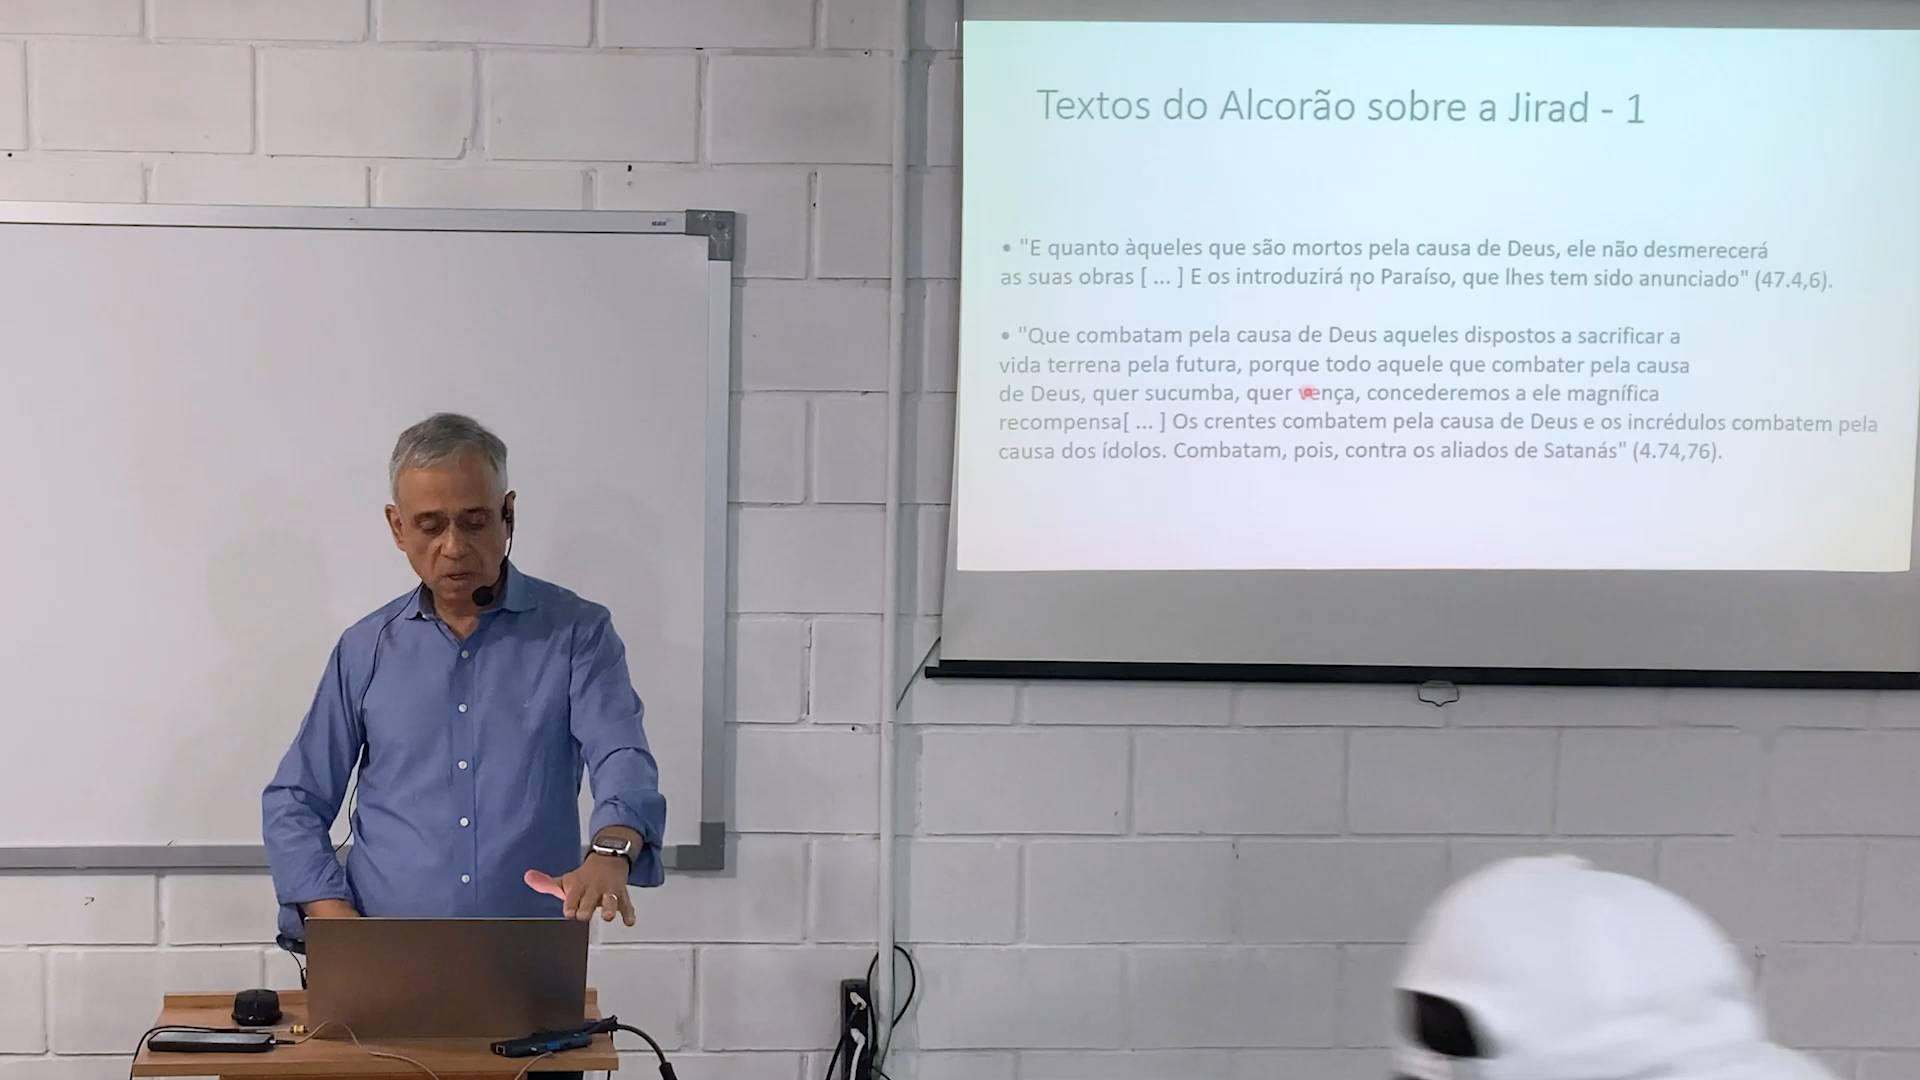 Textos do Alcorão sobre a Jirad - 1
• "E quanto àqueles que são mortos pela causa de Deus, ele não desmerecerá
as suas obras [ ... ] E os introduzirá no Paraíso, que lhes tem sido anunciado" (47.4,6).
• "Que combatam pela causa de Deus aqueles dispostos a sacrificar a
vida terrena pela futura, porque todo aquele que combater pela causa
de Deus, quer sucumba, quer vença, concederemos a ele magnífica
recompensa[ ... ] Os crentes combatem pela causa de Deus e os incrédulos combatem pela
causa dos ídolos. Combatam, pois, contra os aliados de Satanás" (4.74,76).